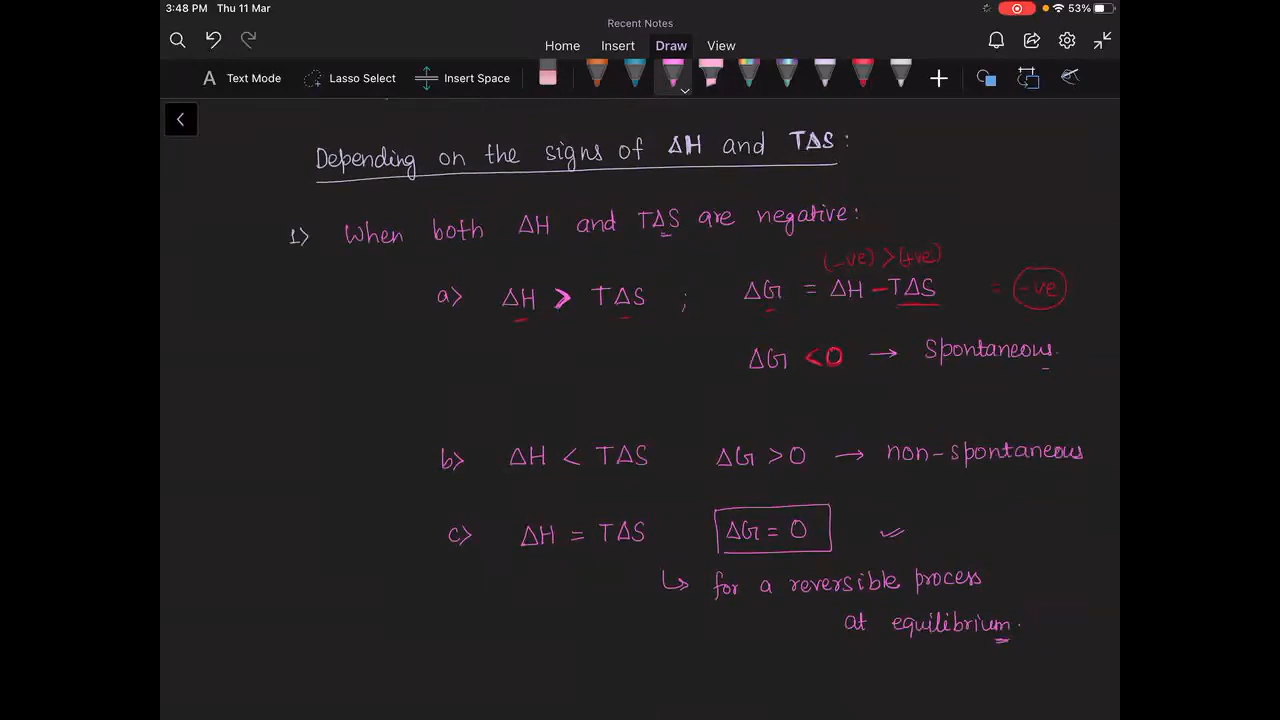 3:48 PM Thu 11 Mar
53%
Recent Notes
Home Insert Draw View
Text Mode Lasso Select Insert Space
Depending on the signs of ΔH and TΔS:
1> When both ΔH and TΔS are negative:
(-ve) > (+ve)
a> ΔH > TΔS ; ΔG = ΔH - TΔS = -ve
ΔG < 0 → spontaneous.
b> ΔH < TΔS ΔG > 0 → non-spontaneous
c> ΔH = TΔS ΔG = 0
↳ for a reversible process
at equilibrium.